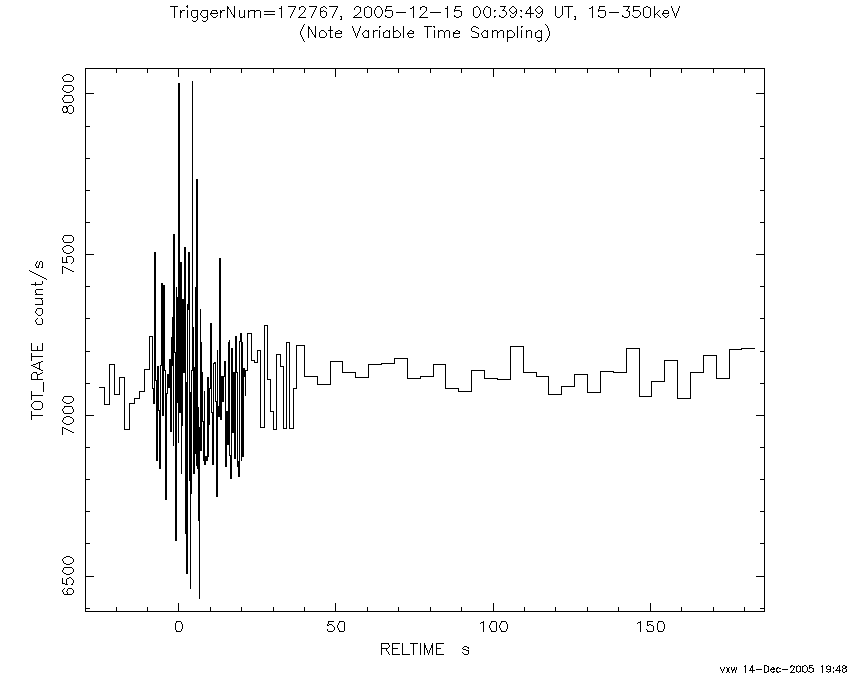 TriggerNum=172767, 2005-12-15 00:39:49 UT, 15-350keV
(Note Variable Time Sampling)
TOT_RATE count/s
8000
7500
7000
6500
0 50 100 150
RELTIME s
vxw 14-Dec-2005 19:48